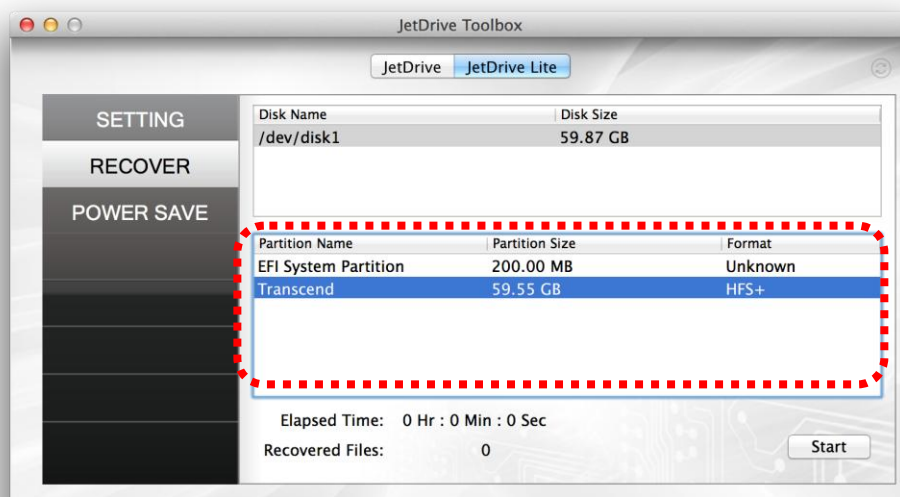 JetDrive Toolbox
JetDrive JetDrive Lite
SETTING
RECOVER
POWER SAVE
Disk Name Disk Size
/dev/disk1 59.87 GB
Partition Name Partition Size Format
EFI System Partition 200.00 MB Unknown
Transcend 59.55 GB HFS+
Elapsed Time: 0 Hr : 0 Min : 0 Sec
Recovered Files: 0
Start